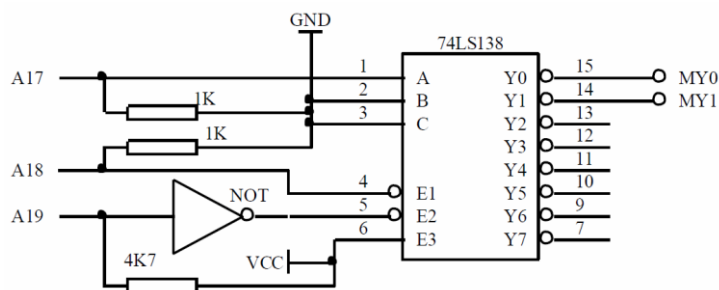 GND
74LS138
A17 1 A Y0 15 MY0
2 B Y1 14 MY1
1K 3 C Y2 13
1K Y3 12
Y4 11
A18 4 E1 Y5 10
A19 NOT 5 E2 Y6 9
6 E3 Y7 7
4K7 VCC